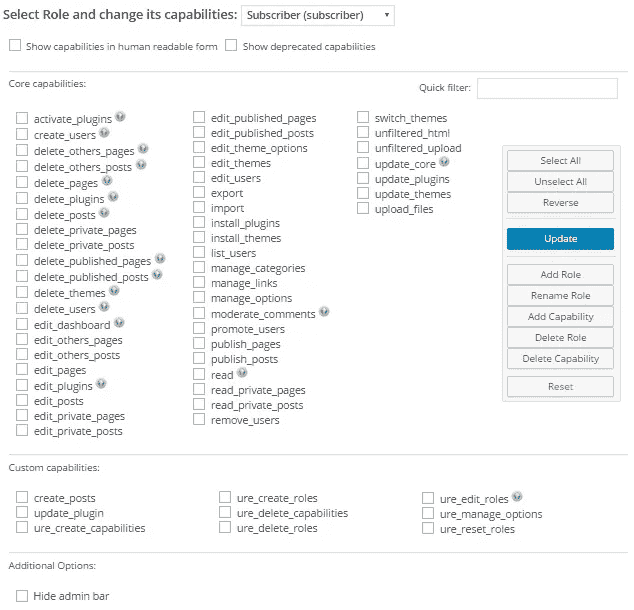 Select Role and change its capabilities: Subscriber (subscriber)
Show capabilities in human readable form Show deprecated capabilities
Core capabilities:
Quick filter:
activate_plugins
create_users
delete_others_pages
delete_others_posts
delete_pages
delete_plugins
delete_posts
delete_private_pages
delete_private_posts
delete_published_pages
delete_published_posts
delete_themes
delete_users
edit_dashboard
edit_others_pages
edit_others_posts
edit_pages
edit_plugins
edit_posts
edit_private_pages
edit_private_posts
edit_published_pages
edit_published_posts
edit_theme_options
edit_themes
edit_users
export
import
install_plugins
install_themes
list_users
manage_categories
manage_links
manage_options
moderate_comments
promote_users
publish_pages
publish_posts
read
read_private_pages
read_private_posts
remove_users
switch_themes
unfiltered_html
unfiltered_upload
update_core
update_plugins
update_themes
upload_files
Select All
Unselect All
Reverse
Update
Add Role
Rename Role
Add Capability
Delete Role
Delete Capability
Reset
Custom capabilities:
create_posts
update_plugin
ure_create_capabilities
ure_create_roles
ure_delete_capabilities
ure_delete_roles
ure_edit_roles
ure_manage_options
ure_reset_roles
Additional Options:
Hide admin bar